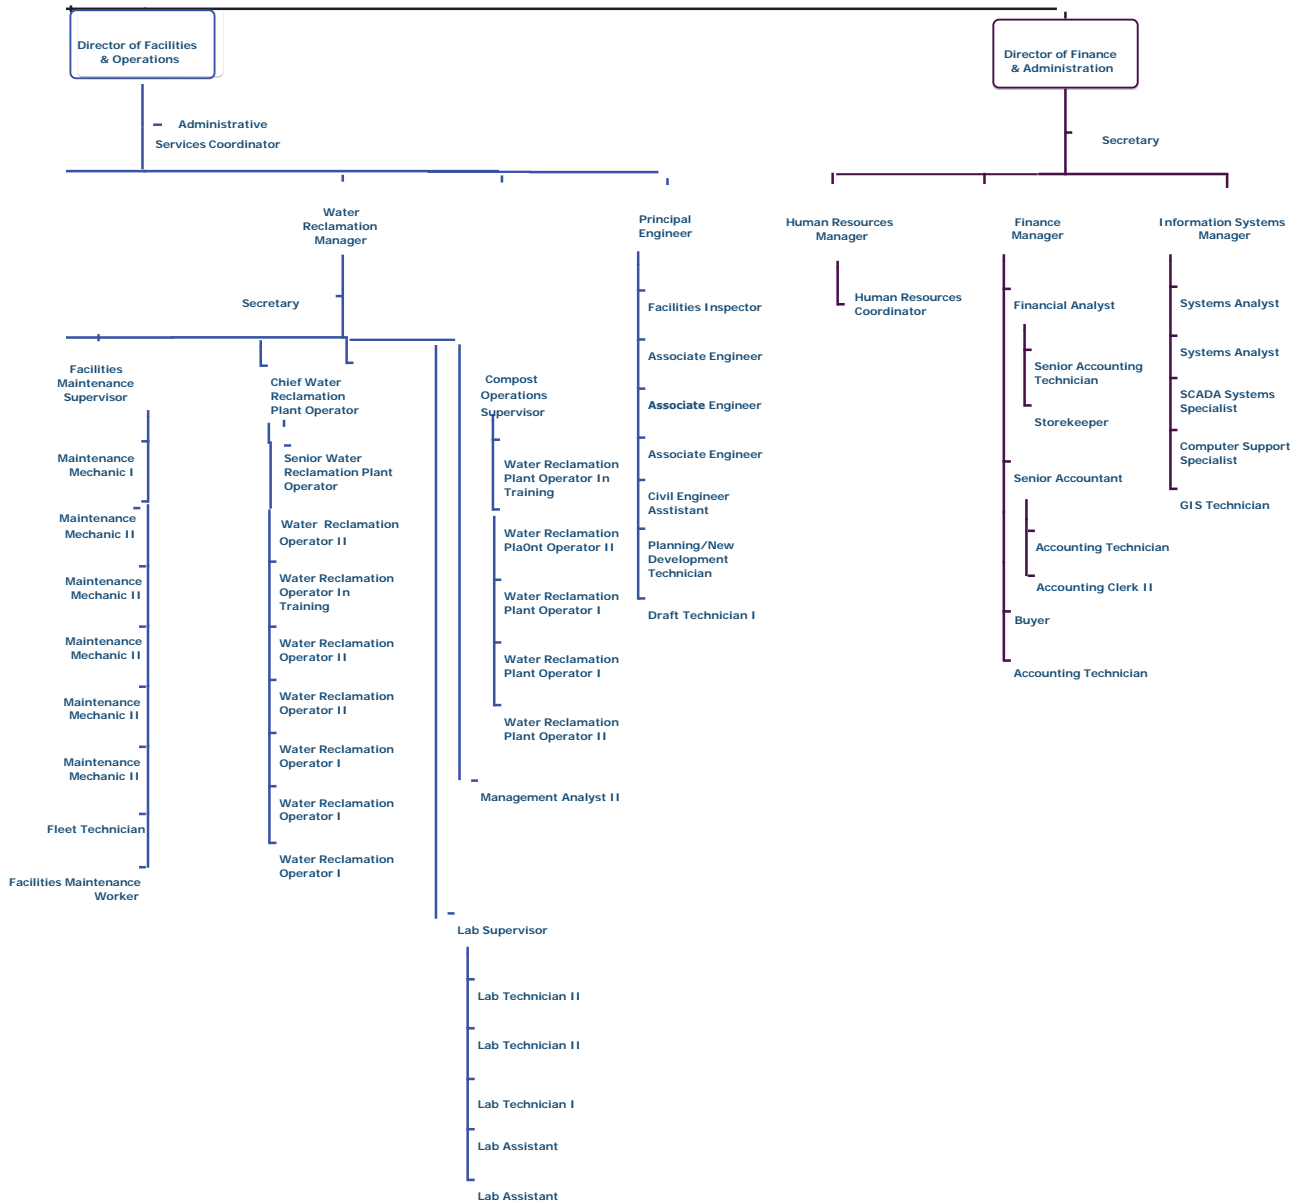 Director of Facilities
& Operations
Director of Finance
& Administration
Administrative
Services Coordinator
Secretary
Water
Reclamation
Manager
Principal
Engineer
Human Resources
Manager
Finance
Manager
Information Systems
Manager
Secretary
Facilities Inspector
Associate Engineer
Associate Engineer
Associate Engineer
Civil Engineer
Asstistant
Planning/New
Development
Technician
Draft Technician I
Human Resources
Coordinator
Financial Analyst
Senior Accounting
Technician
Storekeeper
Senior Accountant
Accounting Technician
Accounting Clerk II
Buyer
Accounting Technician
Systems Analyst
Systems Analyst
SCADA Systems
Specialist
Computer Support
Specialist
GIS Technician
Facilities
Maintenance
Supervisor
Maintenance
Mechanic I
Maintenance
Mechanic II
Maintenance
Mechanic II
Maintenance
Mechanic II
Maintenance
Mechanic II
Maintenance
Mechanic II
Fleet Technician
Facilities Maintenance
Worker
Chief Water
Reclamation
Plant Operator
Senior Water
Reclamation Plant
Operator
Water Reclamation
Operator II
Water Reclamation
Operator In
Training
Water Reclamation
Operator II
Water Reclamation
Operator II
Water Reclamation
Operator I
Water Reclamation
Operator I
Water Reclamation
Operator I
Compost
Operations
Supervisor
Water Reclamation
Plant Operator In
Training
Water Reclamation
Pla0nt Operator II
Water Reclamation
Plant Operator I
Water Reclamation
Plant Operator I
Water Reclamation
Plant Operator II
Management Analyst II
Lab Supervisor
Lab Technician II
Lab Technician II
Lab Technician I
Lab Assistant
Lab Assistant